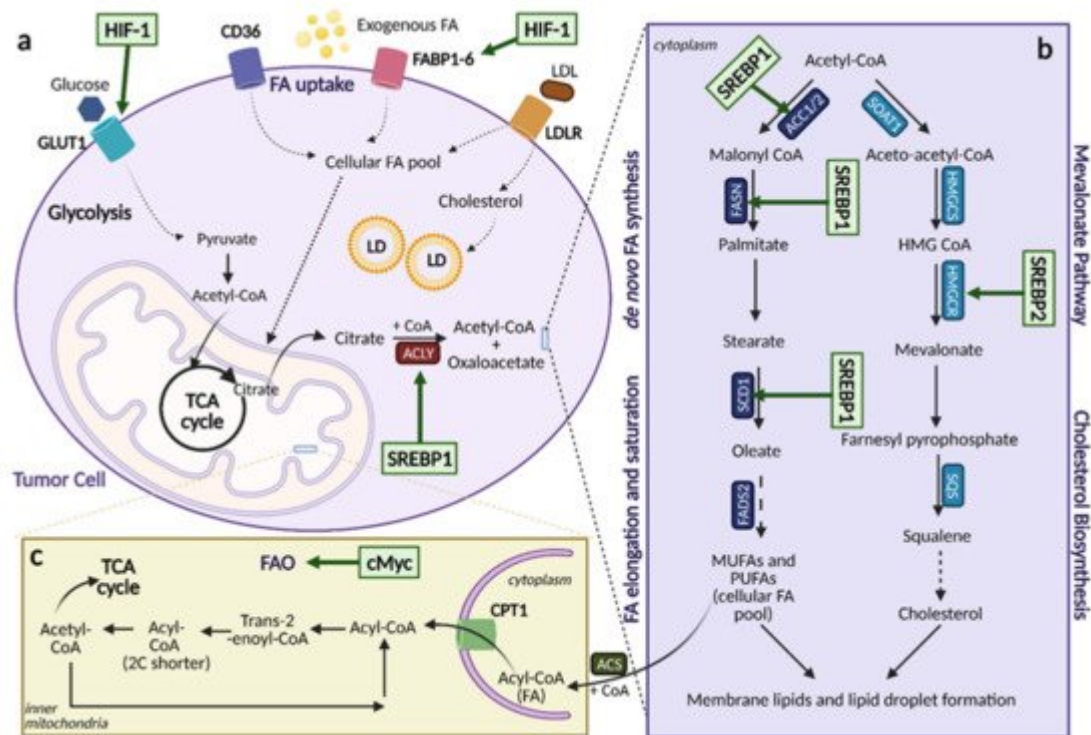 a
HIF-1
CD36
Exogenous FA
HIF-1
FABP1-6
Glucose
FA uptake
LDL
GLUT1
LDLR
Cellular FA pool
Glycolysis
Cholesterol
LD
LD
Pyruvate
Acetyl-CoA
Citrate
+ CoA
ACLY
Acetyl-CoA
+
Oxaloacetate
Citrate
TCA
cycle
SREBP1
Tumor Cell
b
cytoplasm
Acetyl-CoA
SREBP1
ACC1/2
SOAT1
Malonyl CoA
Aceto-acetyl-CoA
FASN
SREBP1
HMGCS
Palmitate
HMG CoA
HMGCR
SREBP2
Stearate
Mevalonate
SCD1
SREBP1
Oleate
Farnesyl pyrophosphate
FADS2
SQS
Squalene
MUFAs and
PUFAs
(cellular FA
pool)
Cholesterol
Membrane lipids and lipid droplet formation
de novo FA synthesis
FA elongation and saturation
Mevalonate Pathway
Cholesterol Biosynthesis
c
FAO
cMyc
cytoplasm
TCA
cycle
CPT1
Acetyl-
CoA
Acyl-
CoA
(2C shorter)
Trans-2
-enoyl-CoA
Acyl-CoA
Acyl-CoA
(FA)
ACS
+ CoA
inner
mitochondria